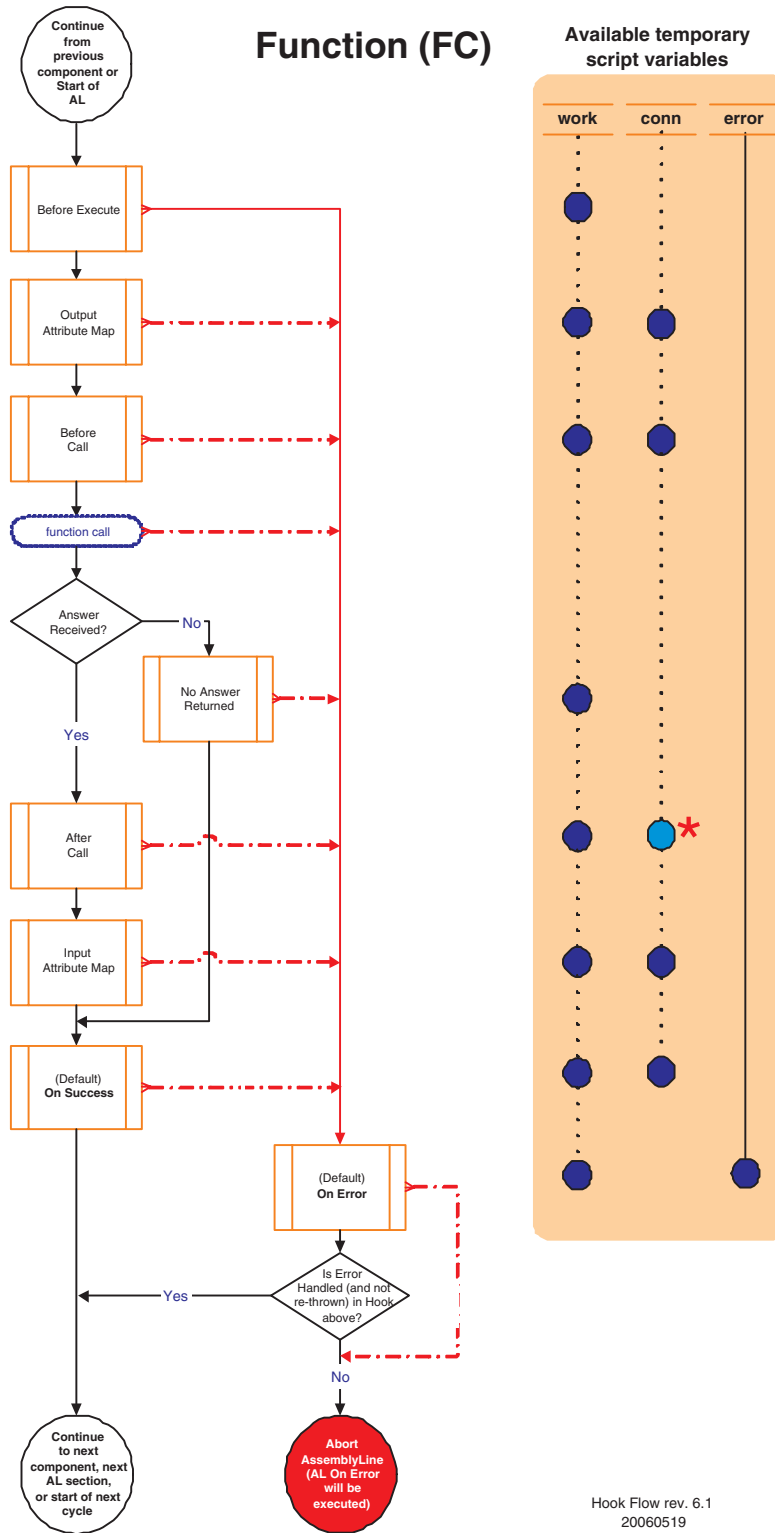 Continue
from
previous
component or
Start of
AL
Function (FC)
Available temporary
script variables
work
conn
error
Before Execute
Output
Attribute Map
Before
Call
function call
Answer
Received?
No
No Answer
Returned
Yes
After
Call
*
Input
Attribute Map
(Default)
On Success
(Default)
On Error
Is Error
Handled (and not
re-thrown) in Hook
above?
Yes
No
Continue
to next
component, next
AL section,
or start of next
cycle
Abort
AssemblyLine
(AL On Error
will be
executed)
Hook Flow rev. 6.1
20060519